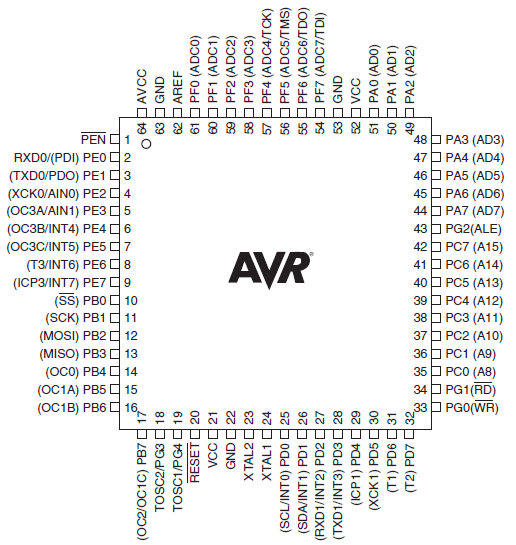 AVCC 64
GND 63
AREF 62
PF0 (ADC0) 61
PF1 (ADC1) 60
PF2 (ADC2) 59
PF3 (ADC3) 58
PF4 (ADC4/TCK) 57
PF5 (ADC5/TMS) 56
PF6 (ADC6/TDO) 55
PF7 (ADC7/TDI) 54
GND 53
VCC 52
PA0 (AD0) 51
PA1 (AD1) 50
PA2 (AD2) 49
PEN 1
RXD0/(PDI) PE0 2
(TXD0/PDO) PE1 3
(XCK0/AIN0) PE2 4
(OC3A/AIN1) PE3 5
(OC3B/INT4) PE4 6
(OC3C/INT5) PE5 7
(T3/INT6) PE6 8
(ICP3/INT7) PE7 9
(SS) PB0 10
(SCK) PB1 11
(MOSI) PB2 12
(MISO) PB3 13
(OC0) PB4 14
(OC1A) PB5 15
(OC1B) PB6 16
AVR®
48 PA3 (AD3)
47 PA4 (AD4)
46 PA5 (AD5)
45 PA6 (AD6)
44 PA7 (AD7)
43 PG2(ALE)
42 PC7 (A15)
41 PC6 (A14)
40 PC5 (A13)
39 PC4 (A12)
38 PC3 (A11)
37 PC2 (A10)
36 PC1 (A9)
35 PC0 (A8)
34 PG1(RD)
33 PG0(WR)
(OC2/OC1C) PB7 17
TOSC2/PG3 18
TOSC1/PG4 19
RESET 20
VCC 21
GND 22
XTAL2 23
XTAL1 24
(SCL/INT0) PD0 25
(SDA/INT1) PD1 26
(RXD1/INT2) PD2 27
(TXD1/INT3) PD3 28
(ICP1) PD4 29
(XCK1) PD5 30
(T1) PD6 31
(T2) PD7 32